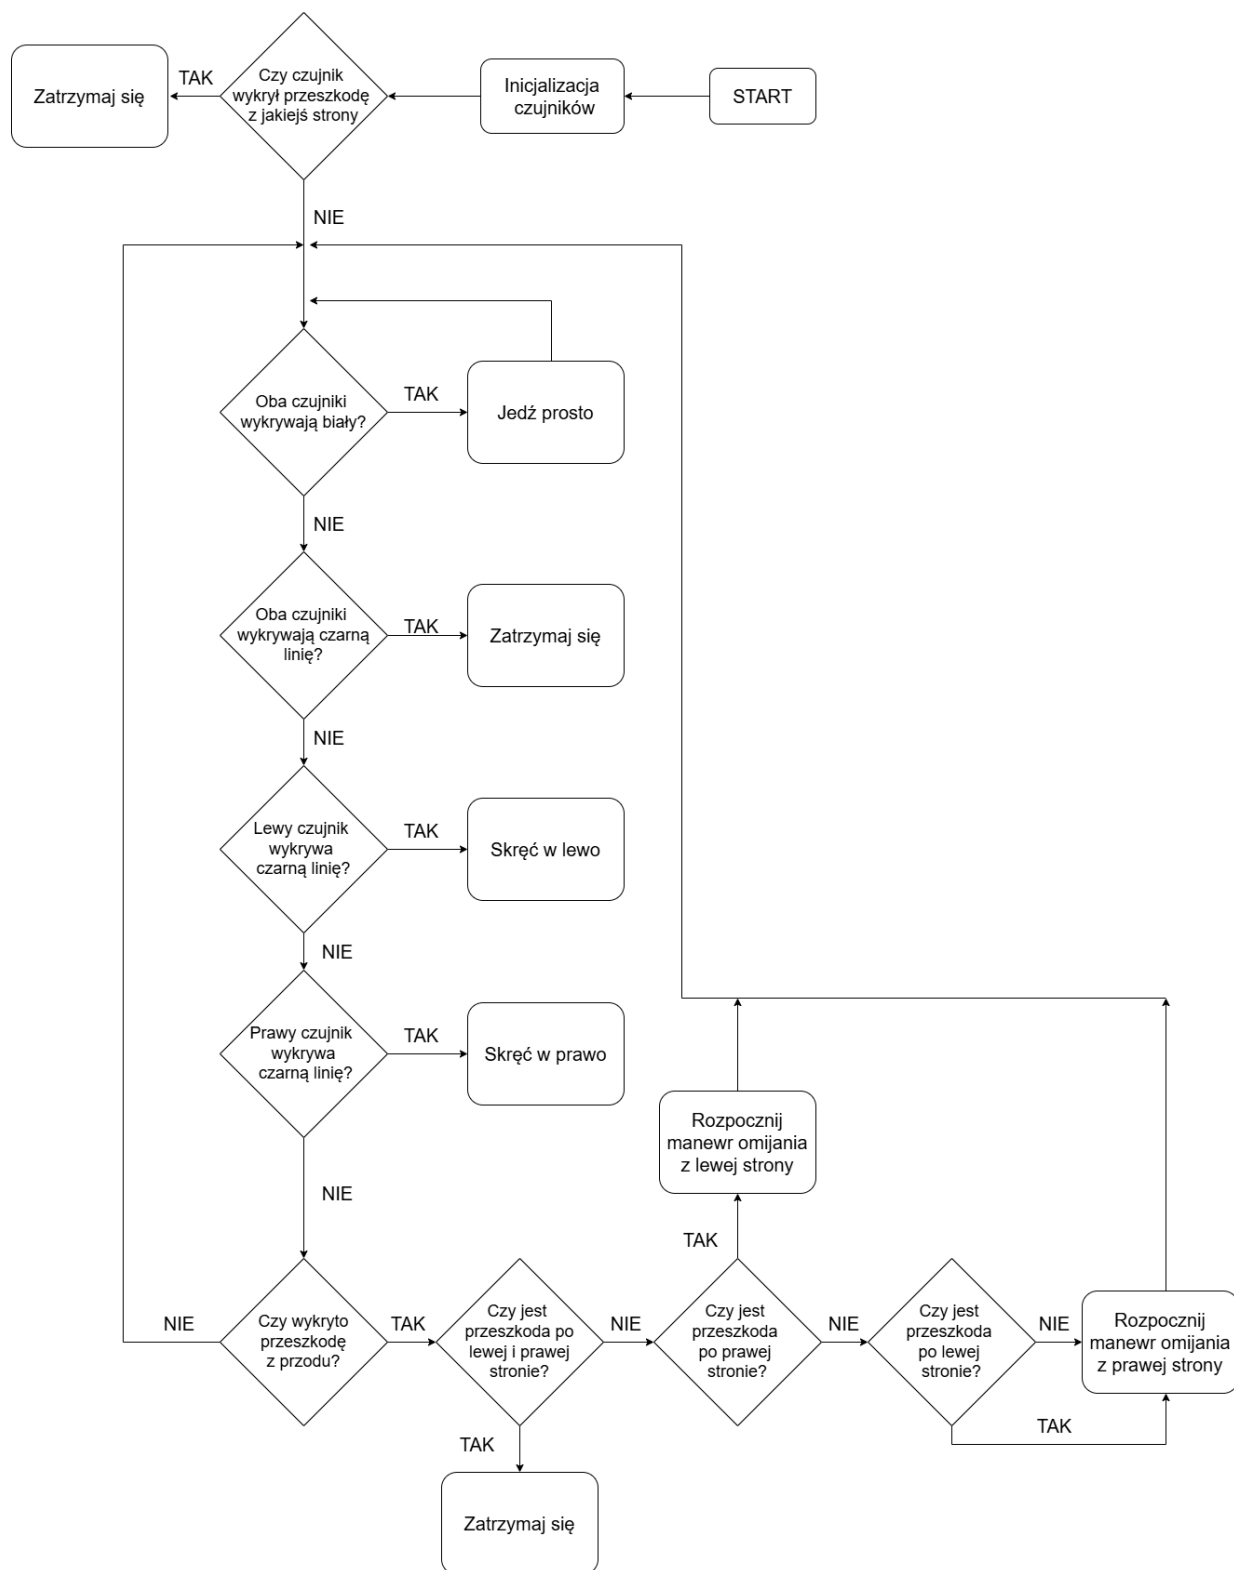 START
Inicjalizacja
czujników
Czy czujnik
wykrył przeszkodę
z jakiejś strony
TAK
Zatrzymaj się
NIE
Oba czujniki
wykrywają biały?
TAK
Jedź prosto
NIE
Oba czujniki
wykrywają czarną
linię?
TAK
Zatrzymaj się
NIE
Lewy czujnik
wykrywa
czarną linię?
TAK
Skręć w lewo
NIE
Prawy czujnik
wykrywa
czarną linię?
TAK
Skręć w prawo
NIE
Czy wykryto
przeszkodę
z przodu?
NIE
TAK
Czy jest
przeszkoda po
lewej i prawej
stronie?
TAK
Zatrzymaj się
NIE
Czy jest
przeszkoda
po prawej
stronie?
TAK
Rozpocznij
manewr omijania
z lewej strony
NIE
Czy jest
przeszkoda
po lewej
stronie?
NIE
TAK
Rozpocznij
manewr omijania
z prawej strony